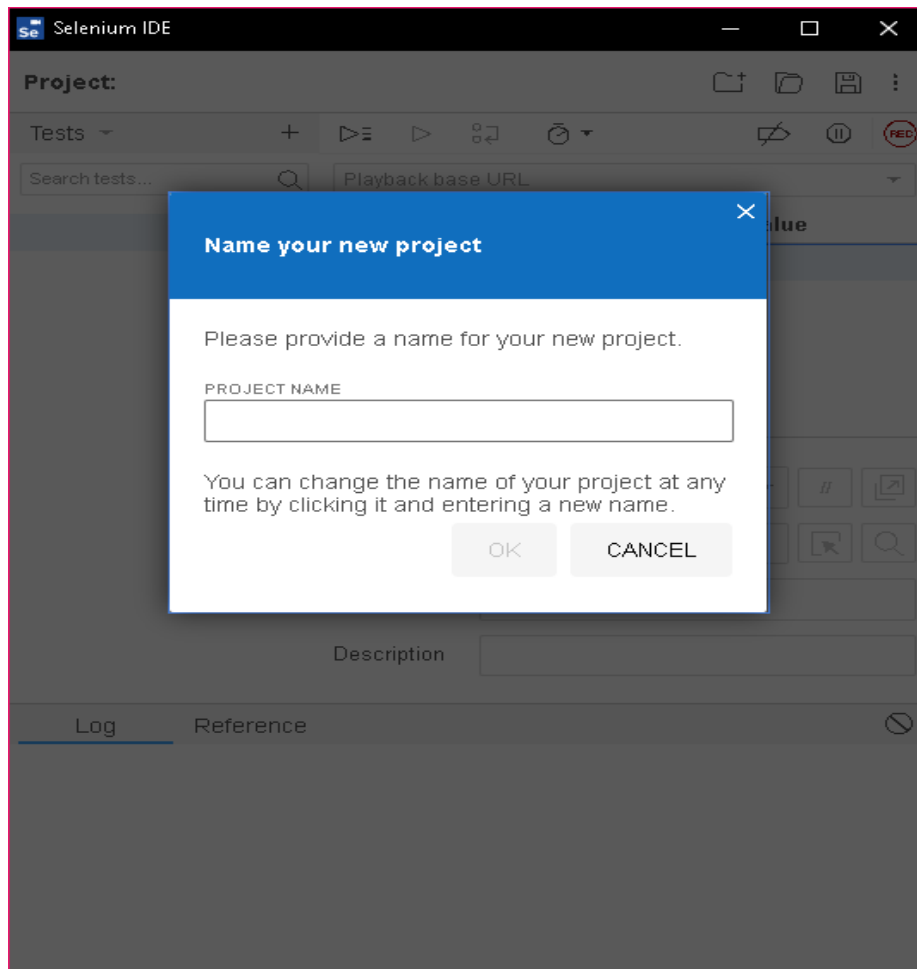 Se Selenium IDE
Project:
Tests
REC
Search tests...
Playback base URL
Name your new project
Please provide a name for your new project.
PROJECT NAME
You can change the name of your project at any
time by clicking it and entering a new name.
OK CANCEL
Description
Log Reference